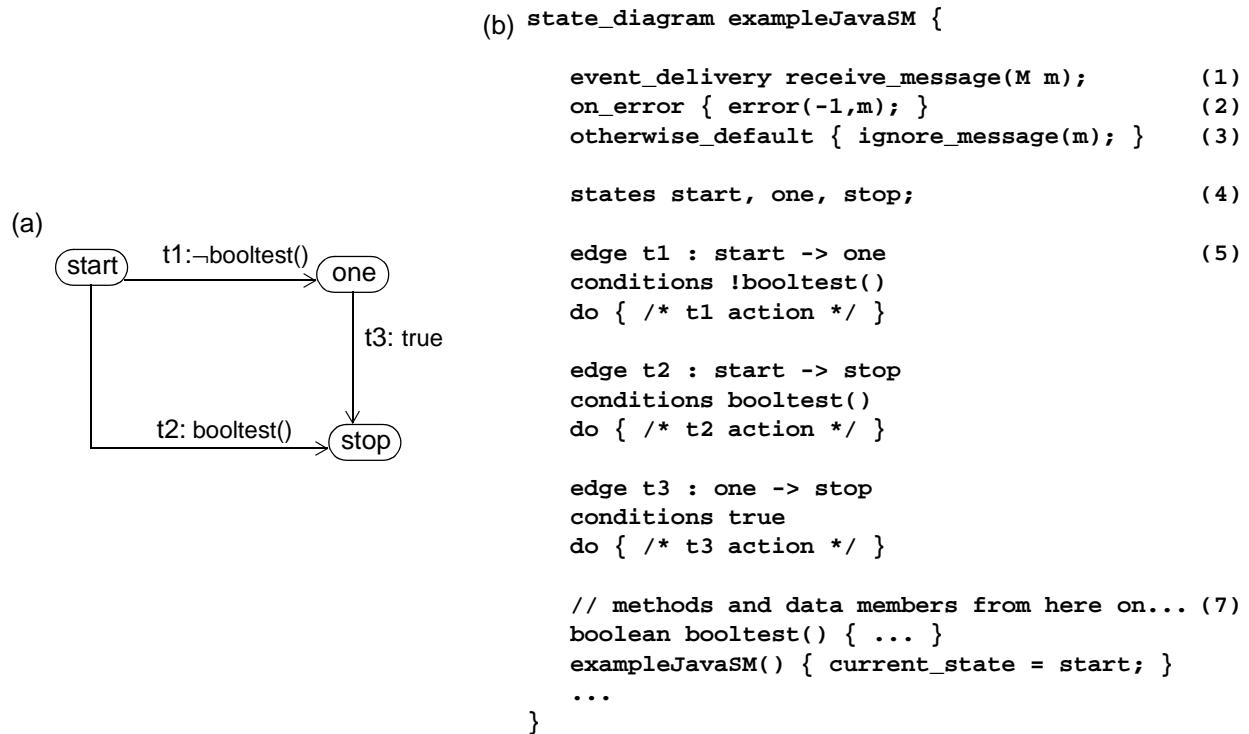 (a)
start
t1:¬booltest()
one
t3: true
t2: booltest()
stop
(b) state_diagram exampleJavaSM {
event_delivery receive_message(M m); (1)
on_error { error(-1,m); } (2)
otherwise_default { ignore_message(m); } (3)
states start, one, stop; (4)
edge t1 : start -> one (5)
conditions !booltest()
do { /* t1 action */ }
edge t2 : start -> stop
conditions booltest()
do { /* t2 action */ }
edge t3 : one -> stop
conditions true
do { /* t3 action */ }
// methods and data members from here on... (7)
boolean booltest() { ... }
exampleJavaSM() { current_state = start; }
...
}